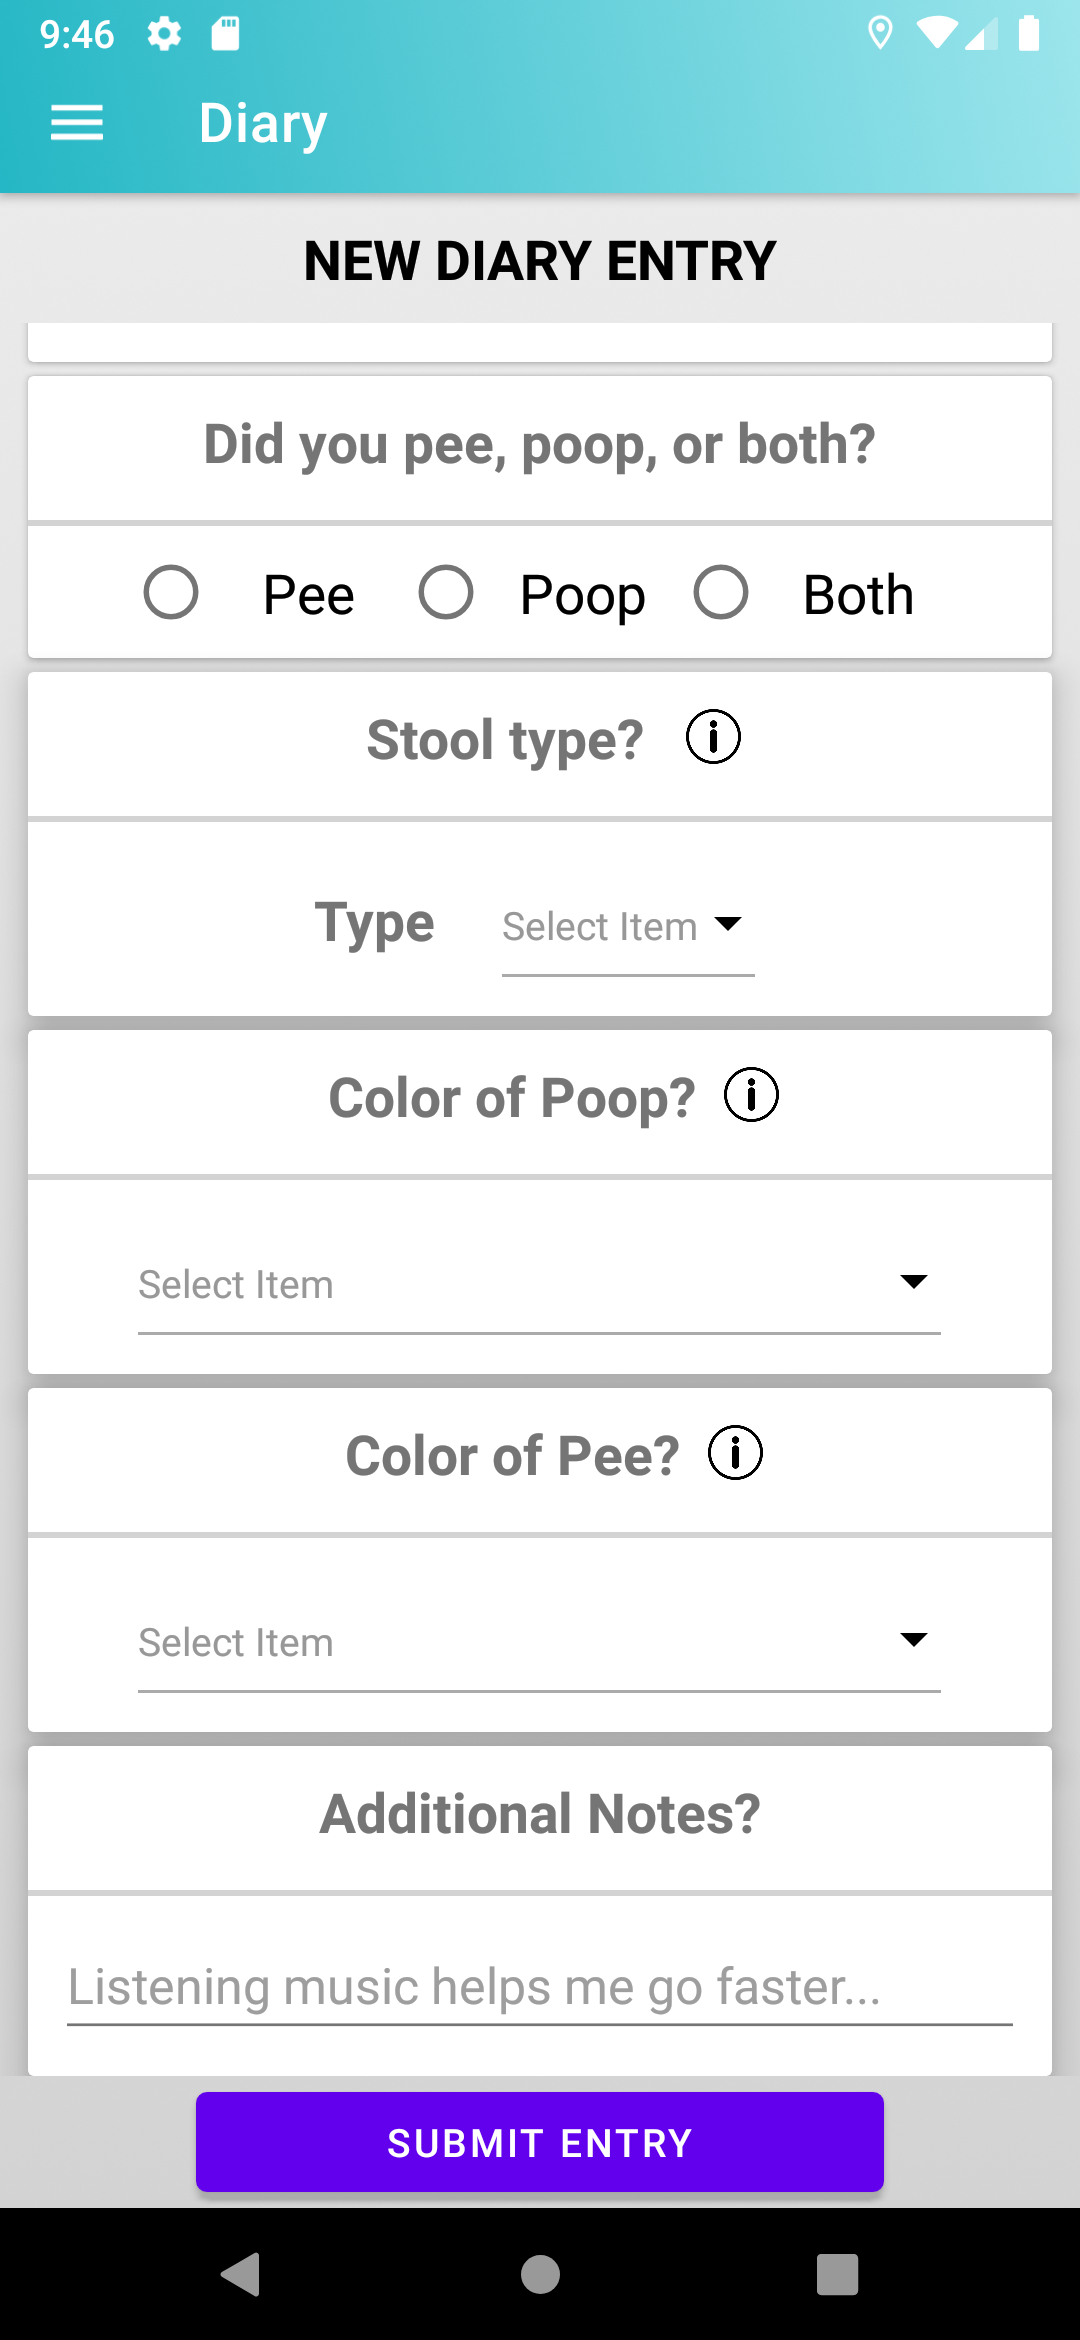 9:46
Diary
NEW DIARY ENTRY
Did you pee, poop, or both?
Pee Poop Both
Stool type?
Type Select Item
Color of Poop?
Select Item
Color of Pee?
Select Item
Additional Notes?
Listening music helps me go faster...
SUBMIT ENTRY